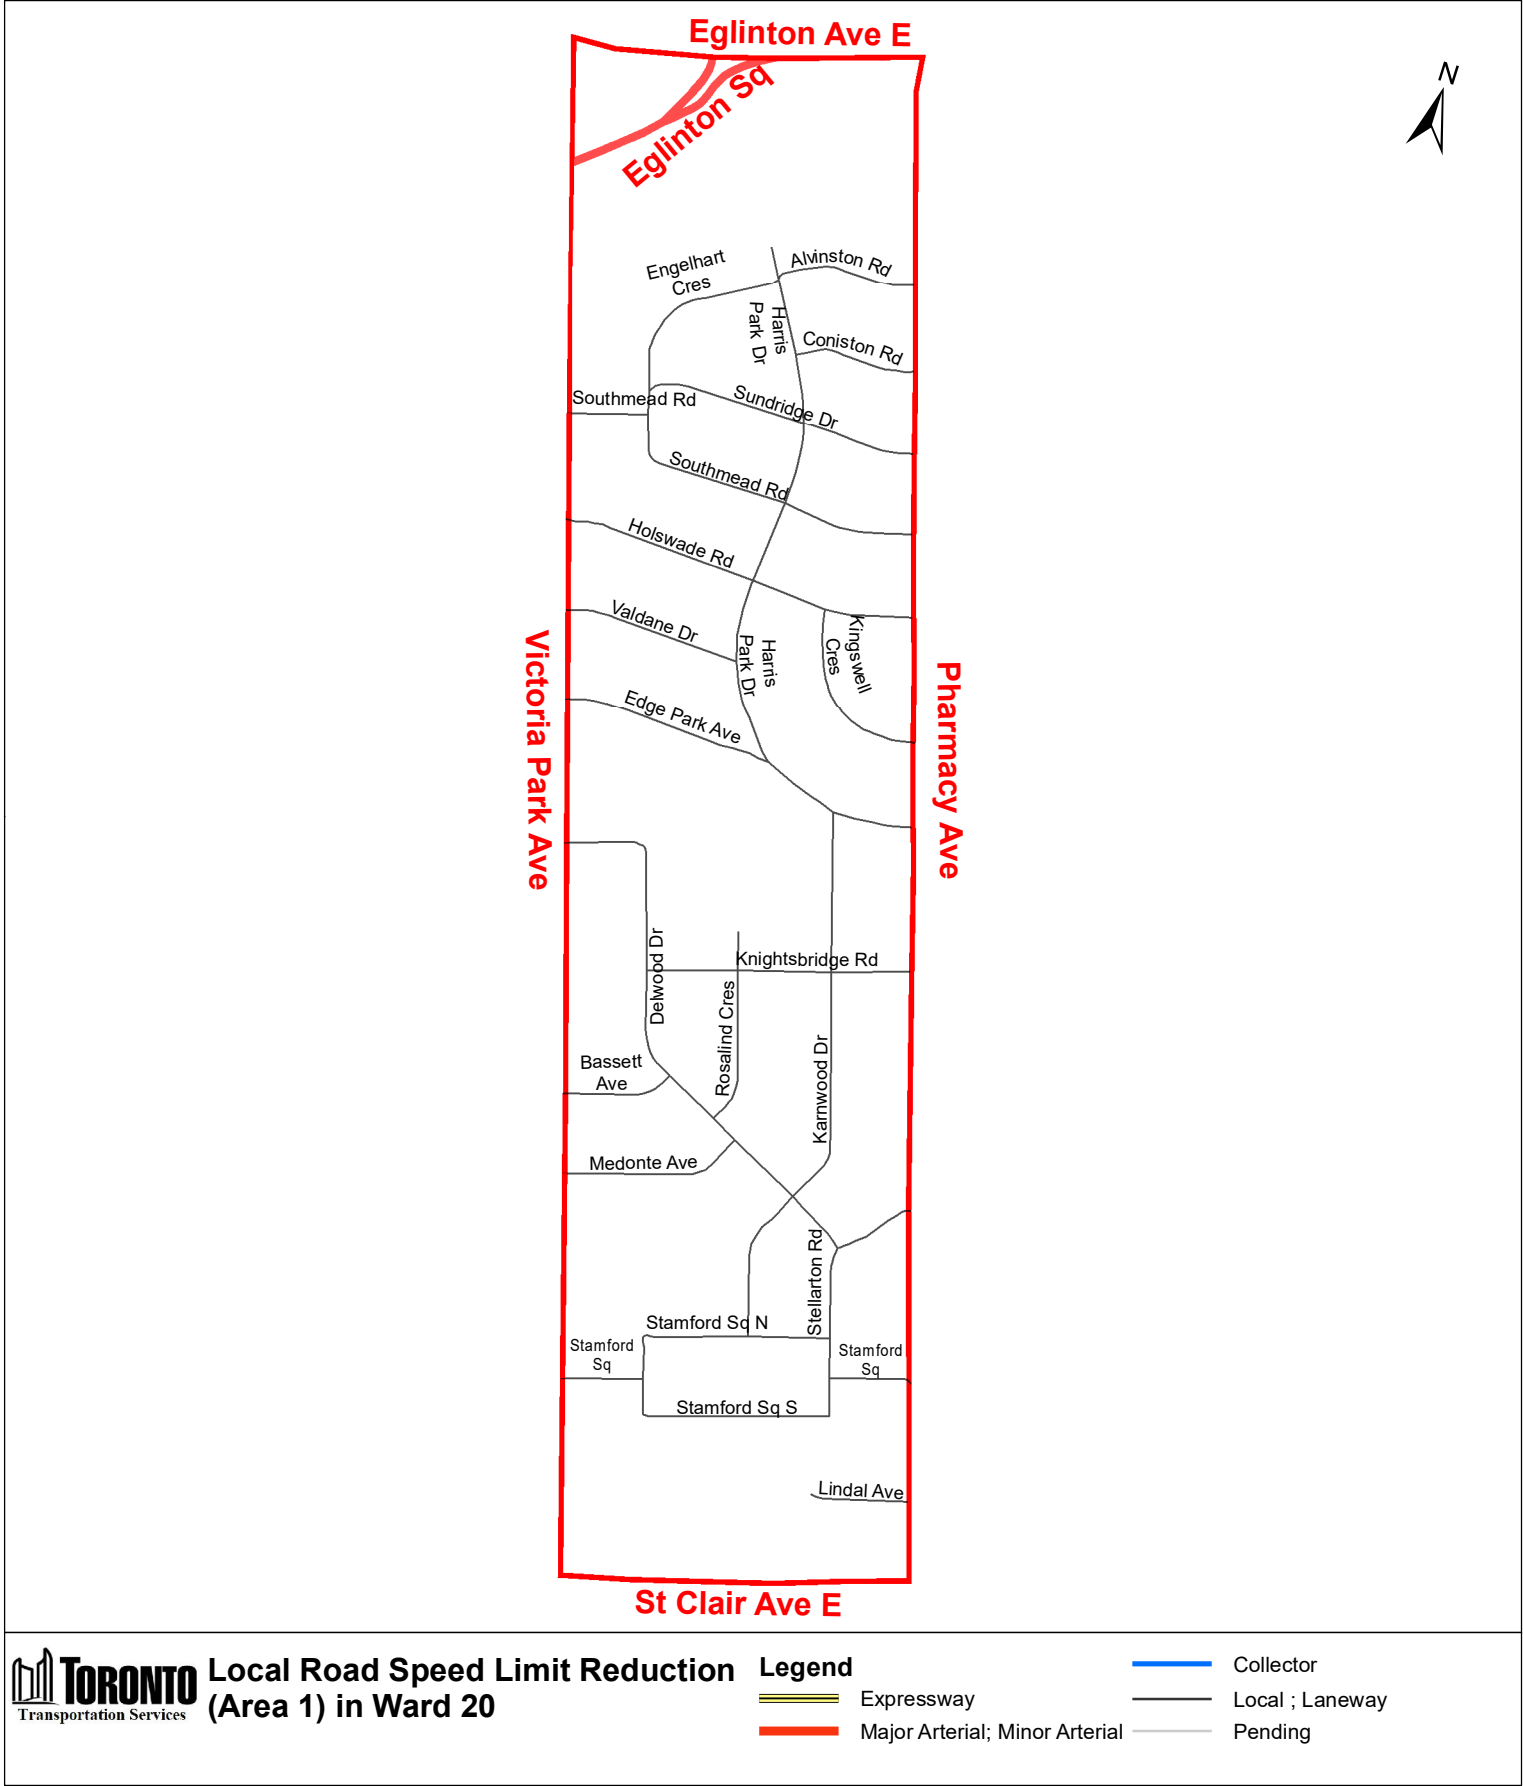 Eglinton Ave E
N
Eglinton Sq
Engelhart
Cres
Alvinston Rd
Harris
Park Dr
Coniston Rd
Southmead Rd
Sundridge Dr
Southmead Rd
Holswade Rd
Valdane Dr
Harris
Park Dr
Kingswell
Cres
Edge Park Ave
Victoria Park Ave
Pharmacy Ave
Delwood Dr
Knightsbridge Rd
Rosalind Cres
Bassett
Ave
Karnwood Dr
Medonte Ave
Stellarton Rd
Stamford Sq N
Stamford
Sq
Stamford
Sq
Stamford Sq S
Lindal Ave
St Clair Ave E
TORONTO
Transportation Services
Local Road Speed Limit Reduction
(Area 1) in Ward 20
Legend
Expressway
Major Arterial; Minor Arterial
Collector
Local ; Laneway
Pending